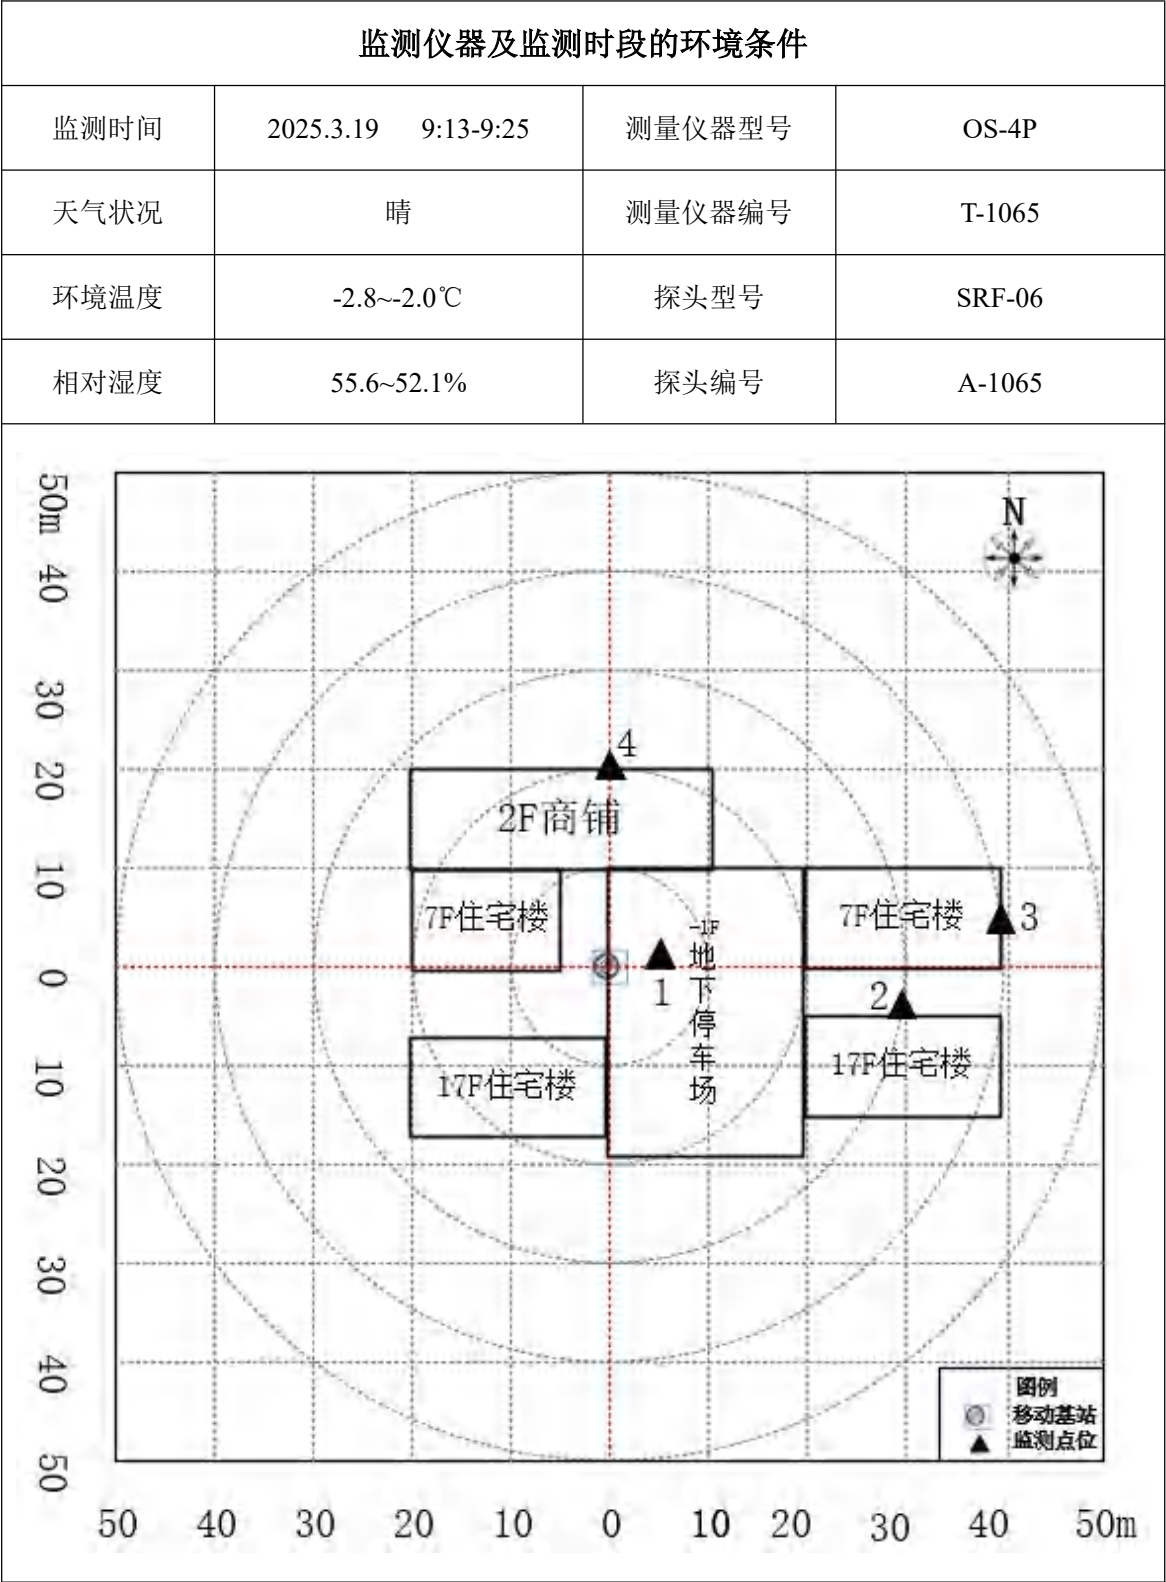 监测仪器及监测时段的环境条件
监测时间 2025.3.19 9:13-9:25 测量仪器型号 OS-4P
天气状况 晴 测量仪器编号 T-1065
环境温度 -2.8~-2.0℃ 探头型号 SRF-06
相对湿度 55.6~52.1% 探头编号 A-1065
50m
40
30
20
10
0
10
20
30
40
50
N
4
2F商铺
7F住宅楼
-1F
地下停车场
7F住宅楼
3
1
2
17F住宅楼
17F住宅楼
图例
移动基站
监测点位
50 40 30 20 10 0 10 20 30 40 50m